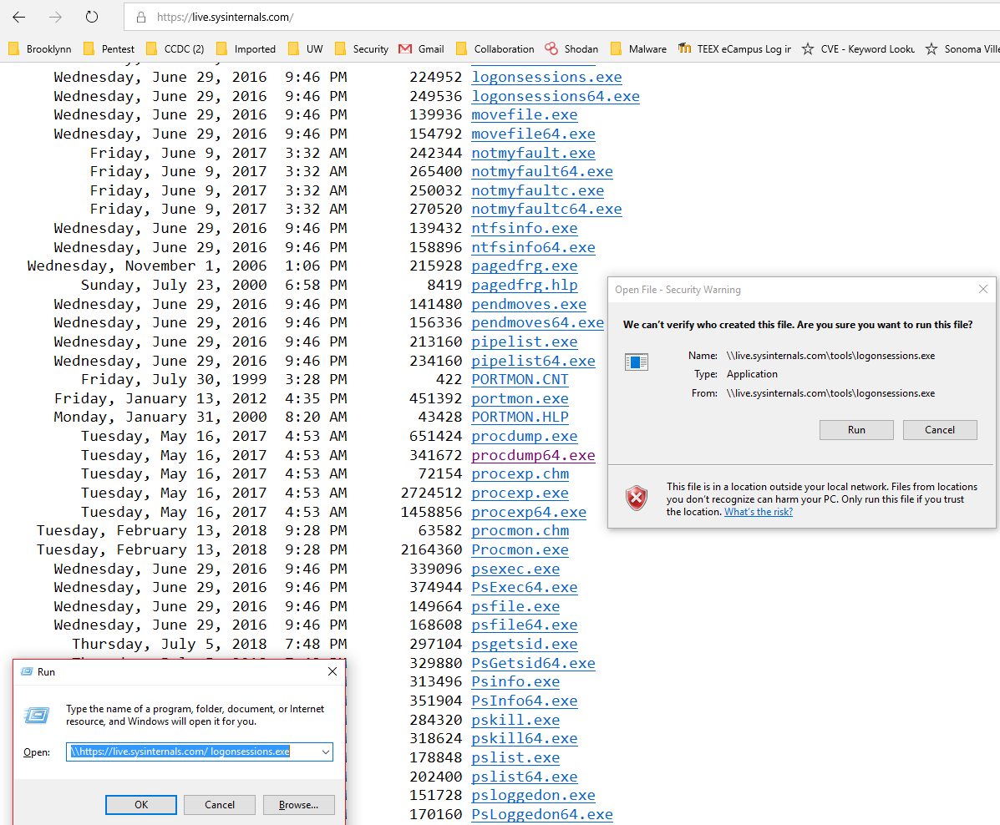 https://live.sysinternals.com/
Brooklynn Pentest CCDC (2) Imported UW Security Gmail Collaboration Shodan Malware TEEX eCampus Log in CVE - Keyword Looku Sonoma Ville
Wednesday, June 29, 2016 9:46 PM 224952 logonsessions.exe
Wednesday, June 29, 2016 9:46 PM 249536 logonsessions64.exe
Wednesday, June 29, 2016 9:46 PM 139936 movefile.exe
Wednesday, June 29, 2016 9:46 PM 154792 movefile64.exe
Friday, June 9, 2017 3:32 AM 242344 notmyfault.exe
Friday, June 9, 2017 3:32 AM 265400 notmyfault64.exe
Friday, June 9, 2017 3:32 AM 250032 notmyfaultc.exe
Friday, June 9, 2017 3:32 AM 270520 notmyfaultc64.exe
Wednesday, June 29, 2016 9:46 PM 139432 ntfsinfo.exe
Wednesday, June 29, 2016 9:46 PM 158896 ntfsinfo64.exe
Wednesday, November 1, 2006 1:06 PM 215928 pagedfrg.exe
Sunday, July 23, 2000 6:58 PM 8419 pagedfrg.hlp
Wednesday, June 29, 2016 9:46 PM 141480 pendmoves.exe
Wednesday, June 29, 2016 9:46 PM 156336 pendmoves64.exe
Wednesday, June 29, 2016 9:46 PM 213160 pipelist.exe
Wednesday, June 29, 2016 9:46 PM 234160 pipelist64.exe
Friday, July 30, 1999 3:28 PM 422 PORTMON.CNT
Friday, January 13, 2012 4:35 PM 451392 portmon.exe
Monday, January 31, 2000 8:20 AM 43428 PORTMON.HLP
Tuesday, May 16, 2017 4:53 AM 651424 procdump.exe
Tuesday, May 16, 2017 4:53 AM 341672 procdump64.exe
Tuesday, May 16, 2017 4:53 AM 72154 procexp.chm
Tuesday, May 16, 2017 4:53 AM 2724512 procexp.exe
Tuesday, May 16, 2017 4:53 AM 1458856 procexp64.exe
Tuesday, February 13, 2018 9:28 PM 63582 procmon.chm
Tuesday, February 13, 2018 9:28 PM 2164360 Procmon.exe
Wednesday, June 29, 2016 9:46 PM 339096 psexec.exe
Wednesday, June 29, 2016 9:46 PM 374944 PsExec64.exe
Wednesday, June 29, 2016 9:46 PM 149664 psfile.exe
Wednesday, June 29, 2016 9:46 PM 168608 psfile64.exe
Thursday, July 5, 2018 7:48 PM 297104 psgetsid.exe
329880 PsGetsid64.exe
313496 Psinfo.exe
351904 PsInfo64.exe
284320 pskill.exe
318624 pskill64.exe
178848 pslist.exe
202400 pslist64.exe
151728 psloggedon.exe
170160 PsLoggedon64.exe
Open File - Security Warning
We can't verify who created this file. Are you sure you want to run this file?
Name: \\live.sysinternals.com\tools\logonsessions.exe
Type: Application
From: \\live.sysinternals.com\tools\logonsessions.exe
Run Cancel
This file is in a location outside your local network. Files from locations
you don't recognize can harm your PC. Only run this file if you trust
the location. What's the risk?
Run
Type the name of a program, folder, document, or Internet
resource, and Windows will open it for you.
Open: \\https://live.sysinternals.com/ logonsessions.exe
OK Cancel Browse...